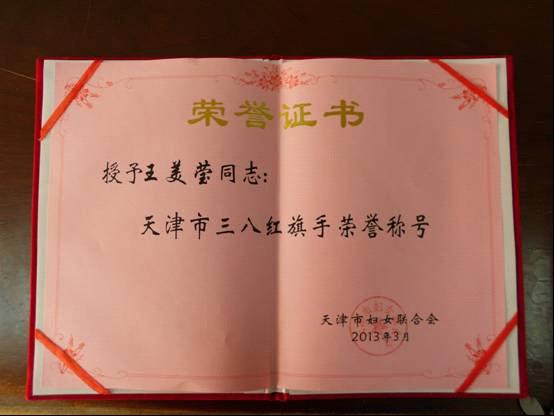 荣誉证书
授予王美莹同志：
天津市三八红旗手荣誉称号
天津市妇女联合会
2013年3月